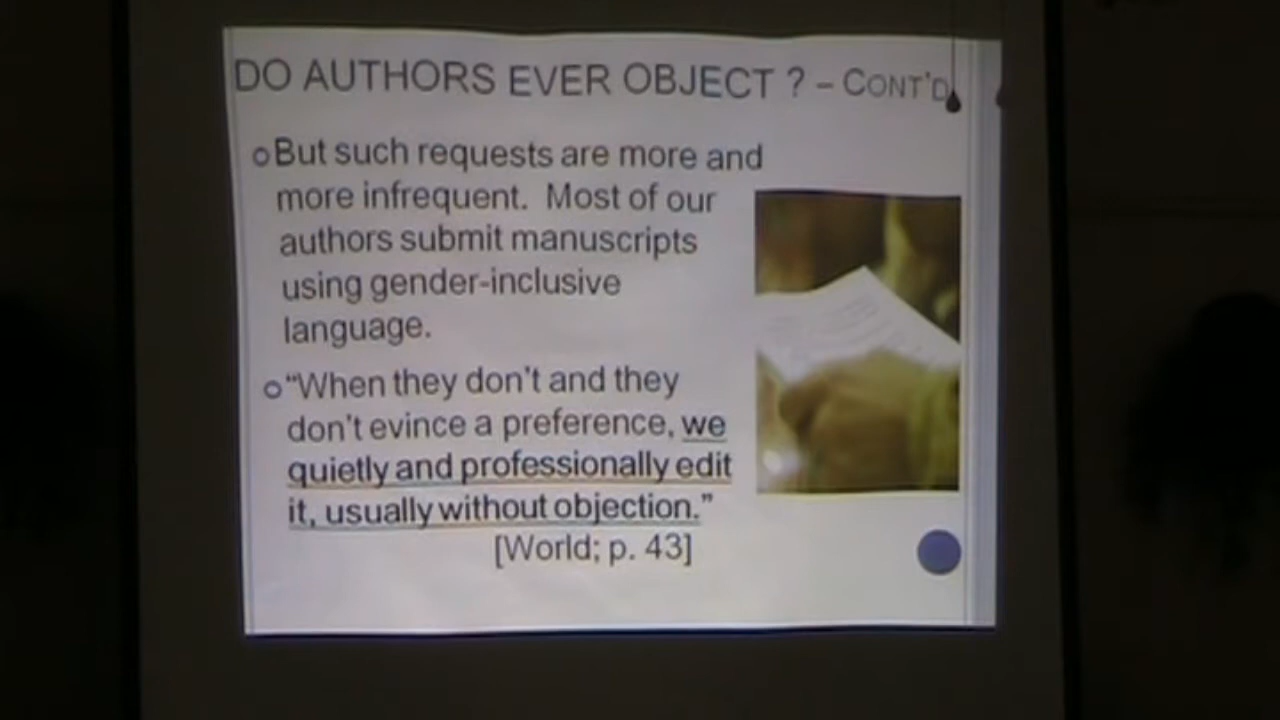 DO AUTHORS EVER OBJECT ? – CONT'D
But such requests are more and
more infrequent. Most of our
authors submit manuscripts
using gender-inclusive
language.
"When they don't and they
don't evince a preference, we
quietly and professionally edit
it, usually without objection."
[World; p. 43]